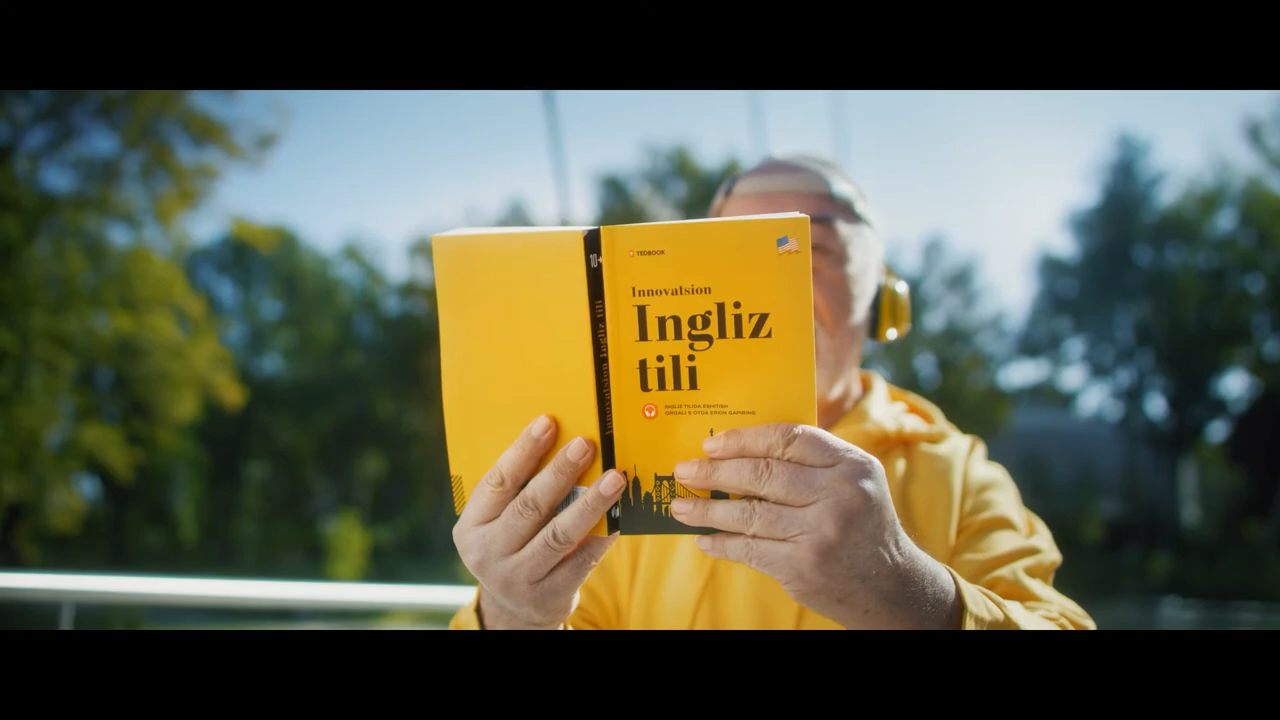 10+
Innovatsion Ingliz tili
TEDBOOK
Innovatsion
Ingliz
tili
INGLIZ TILIDA ESHITISH
ORQALI 5 OYDA ERKIN GAPIRING